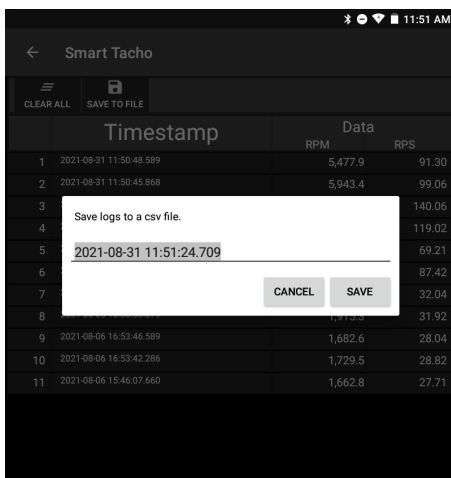 11:51 AM
Smart Tacho
CLEAR ALL SAVE TO FILE
Timestamp Data
RPM RPS
1 2021-08-31 11:50:48.589 5,477.9 91.30
2 2021-08-31 11:50:45.868 5,943.4 99.06
3 140.06
Save logs to a csv file.
4 119.02
5 2021-08-31 11:51:24.709 69.21
6 87.42
7 CANCEL SAVE 32.04
8 1,915.3 31.92
9 2021-08-06 16:53:46.589 1,682.6 28.04
10 2021-08-06 16:53:42.286 1,729.5 28.82
11 2021-08-06 15:46:07.660 1,662.8 27.71